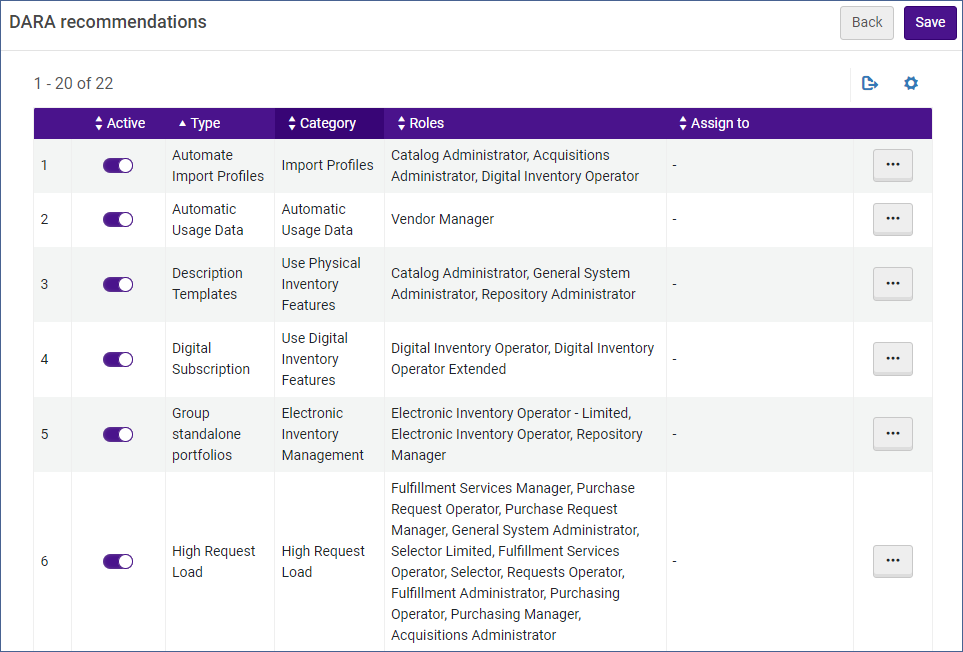 DARA recommendations
Back
Save
1 - 20 of 22
Active
Type
Category
Roles
Assign to
1
Automate
Import Profiles
Import Profiles
Catalog Administrator, Acquisitions
Administrator, Digital Inventory Operator
-
2
Automatic
Usage Data
Automatic
Usage Data
Vendor Manager
-
3
Description
Templates
Use Physical
Inventory
Features
Catalog Administrator, General System
Administrator, Repository Administrator
-
4
Digital
Subscription
Use Digital
Inventory
Features
Digital Inventory Operator, Digital Inventory
Operator Extended
-
5
Group
standalone
portfolios
Electronic
Inventory
Management
Electronic Inventory Operator - Limited,
Electronic Inventory Operator, Repository
Manager
-
6
High Request
Load
High Request
Load
Fulfillment Services Manager, Purchase
Request Operator, Purchase Request
Manager, General System Administrator,
Selector Limited, Fulfillment Services
Operator, Selector, Requests Operator,
Fulfillment Administrator, Purchasing
Operator, Purchasing Manager,
Acquisitions Administrator
-